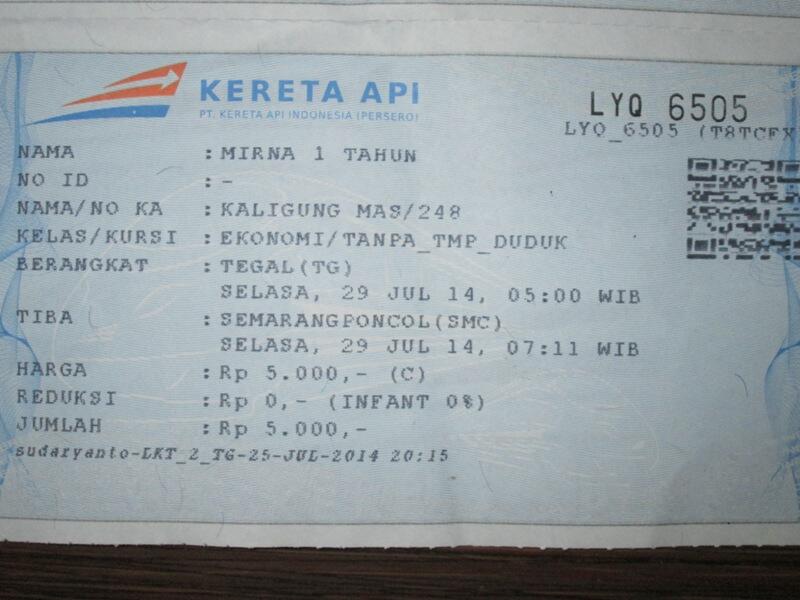 KERETA API
PT. KERETA API INDONESIA (PERSERO)
LYQ 6505
LYQ_6505 (T8TCFX
NAMA : MIRNA 1 TAHUN
NO ID : -
NAMA/NO KA : KALIGUNG MAS/248
KELAS/KURSI : EKONOMI/TANPA_TMP_DUDUK
BERANGKAT : TEGAL(TG)
SELASA, 29 JUL 14, 05:00 WIB
TIBA : SEMARANGPONCOL(SMC)
SELASA, 29 JUL 14, 07:11 WIB
HARGA : Rp 5.000,- (C)
REDUKSI : Rp 0,- (INFANT 0%)
JUMLAH : Rp 5.000,-
sudaryanto-LKT_2_TG-25-JUL-2014 20:15